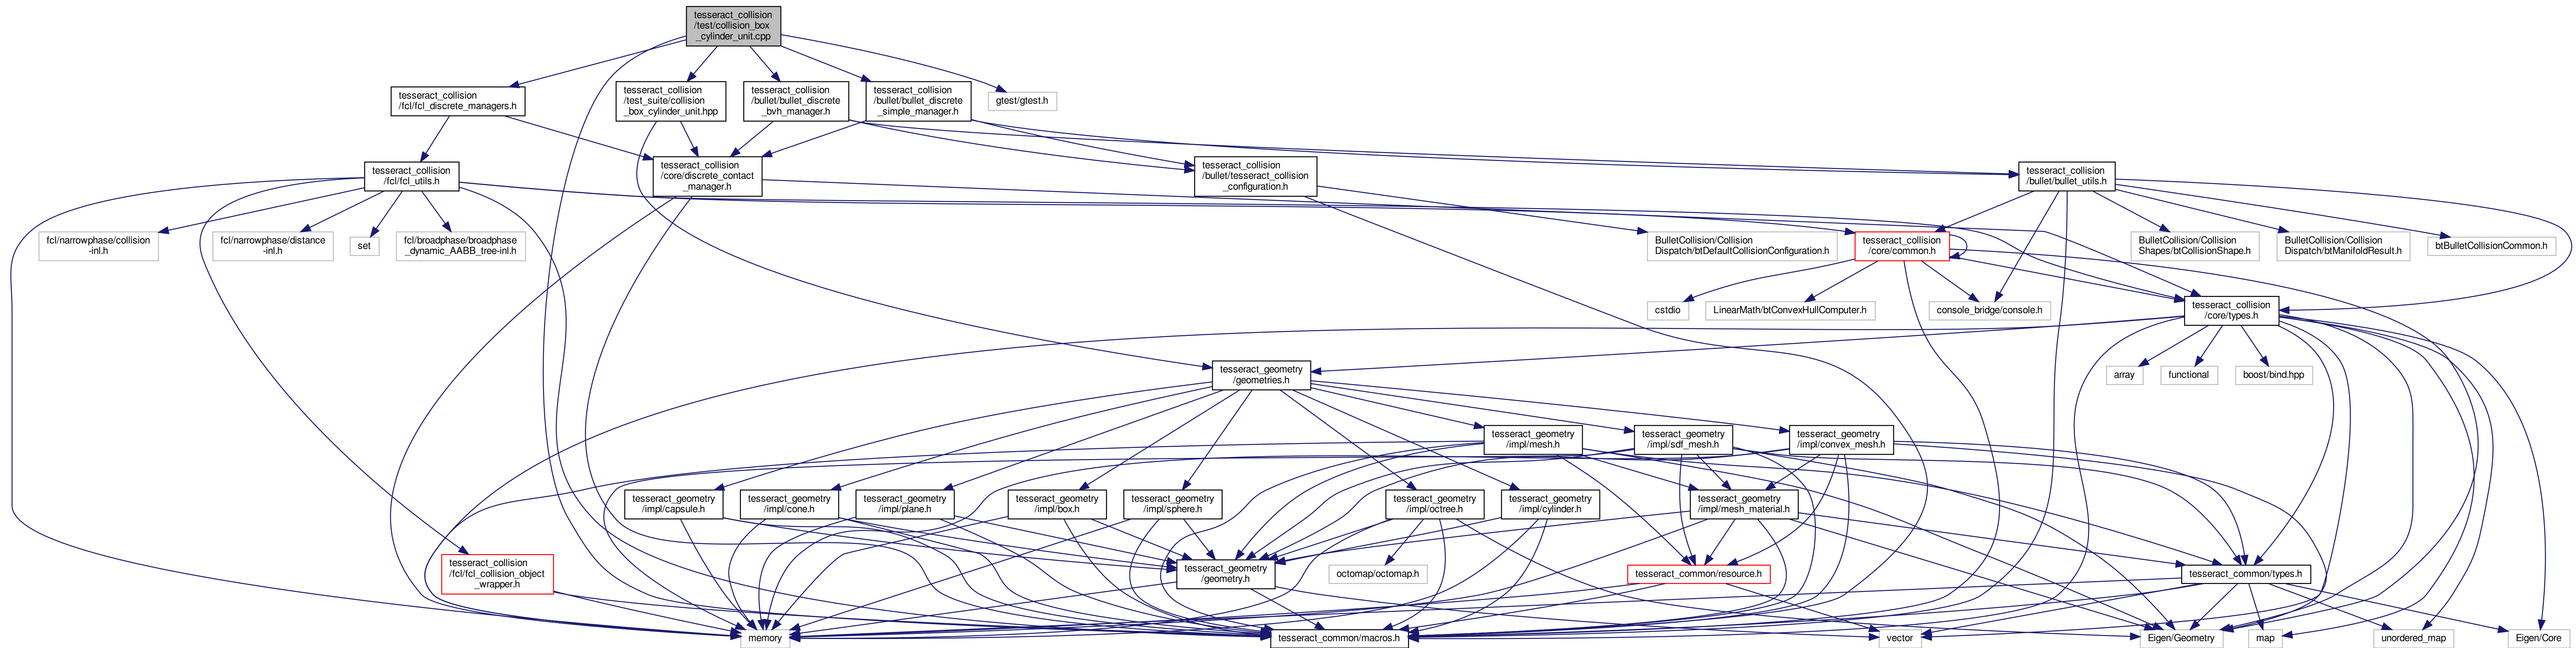 tesseract_collision
/test/collision_box
_cylinder_unit.cpp
tesseract_collision
/fcl/fcl_discrete_managers.h
tesseract_collision
/test_suite/collision
_box_cylinder_unit.hpp
tesseract_collision
/bullet/bullet_discrete
_bvh_manager.h
tesseract_collision
/bullet/bullet_discrete
_simple_manager.h
gtest/gtest.h
tesseract_collision
/fcl/fcl_utils.h
tesseract_collision
/core/discrete_contact
_manager.h
tesseract_collision
/bullet/tesseract_collision
_configuration.h
tesseract_collision
/bullet/bullet_utils.h
fcl/narrowphase/collision
-inl.h
fcl/narrowphase/distance
-inl.h
set
fcl/broadphase/broadphase
_dynamic_AABB_tree-inl.h
BulletCollision/Collision
Dispatch/btDefaultCollisionConfiguration.h
tesseract_collision
/core/common.h
BulletCollision/Collision
Shapes/btCollisionShape.h
BulletCollision/Collision
Dispatch/btManifoldResult.h
btBulletCollisionCommon.h
cstdio
LinearMath/btConvexHullComputer.h
console_bridge/console.h
tesseract_collision
/core/types.h
tesseract_geometry
/geometries.h
array
functional
boost/bind.hpp
tesseract_geometry
/impl/mesh.h
tesseract_geometry
/impl/sdf_mesh.h
tesseract_geometry
/impl/convex_mesh.h
tesseract_geometry
/impl/capsule.h
tesseract_geometry
/impl/cone.h
tesseract_geometry
/impl/plane.h
tesseract_geometry
/impl/box.h
tesseract_geometry
/impl/sphere.h
tesseract_geometry
/impl/octree.h
tesseract_geometry
/impl/cylinder.h
tesseract_geometry
/impl/mesh_material.h
tesseract_collision
/fcl/fcl_collision_object
_wrapper.h
tesseract_geometry
/geometry.h
octomap/octomap.h
tesseract_common/resource.h
tesseract_common/types.h
memory
tesseract_common/macros.h
vector
Eigen/Geometry
map
unordered_map
Eigen/Core